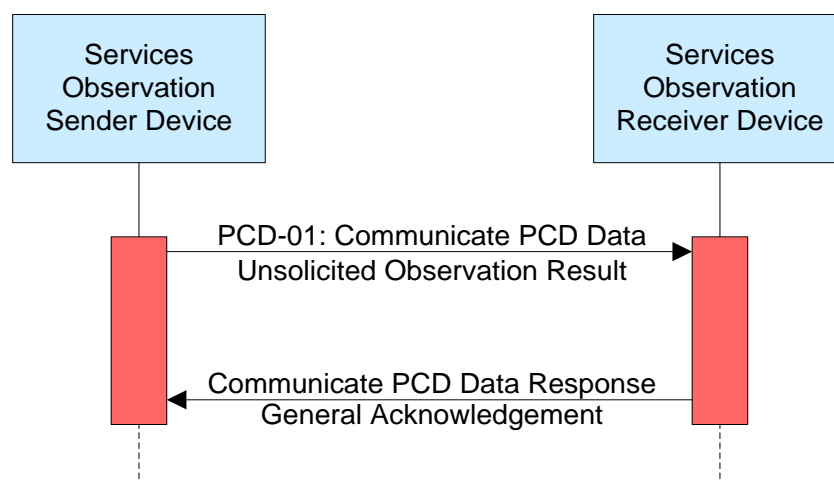 Services
Observation
Sender Device
Services
Observation
Receiver Device
PCD-01: Communicate PCD Data
Unsolicited Observation Result
Communicate PCD Data Response
General Acknowledgement